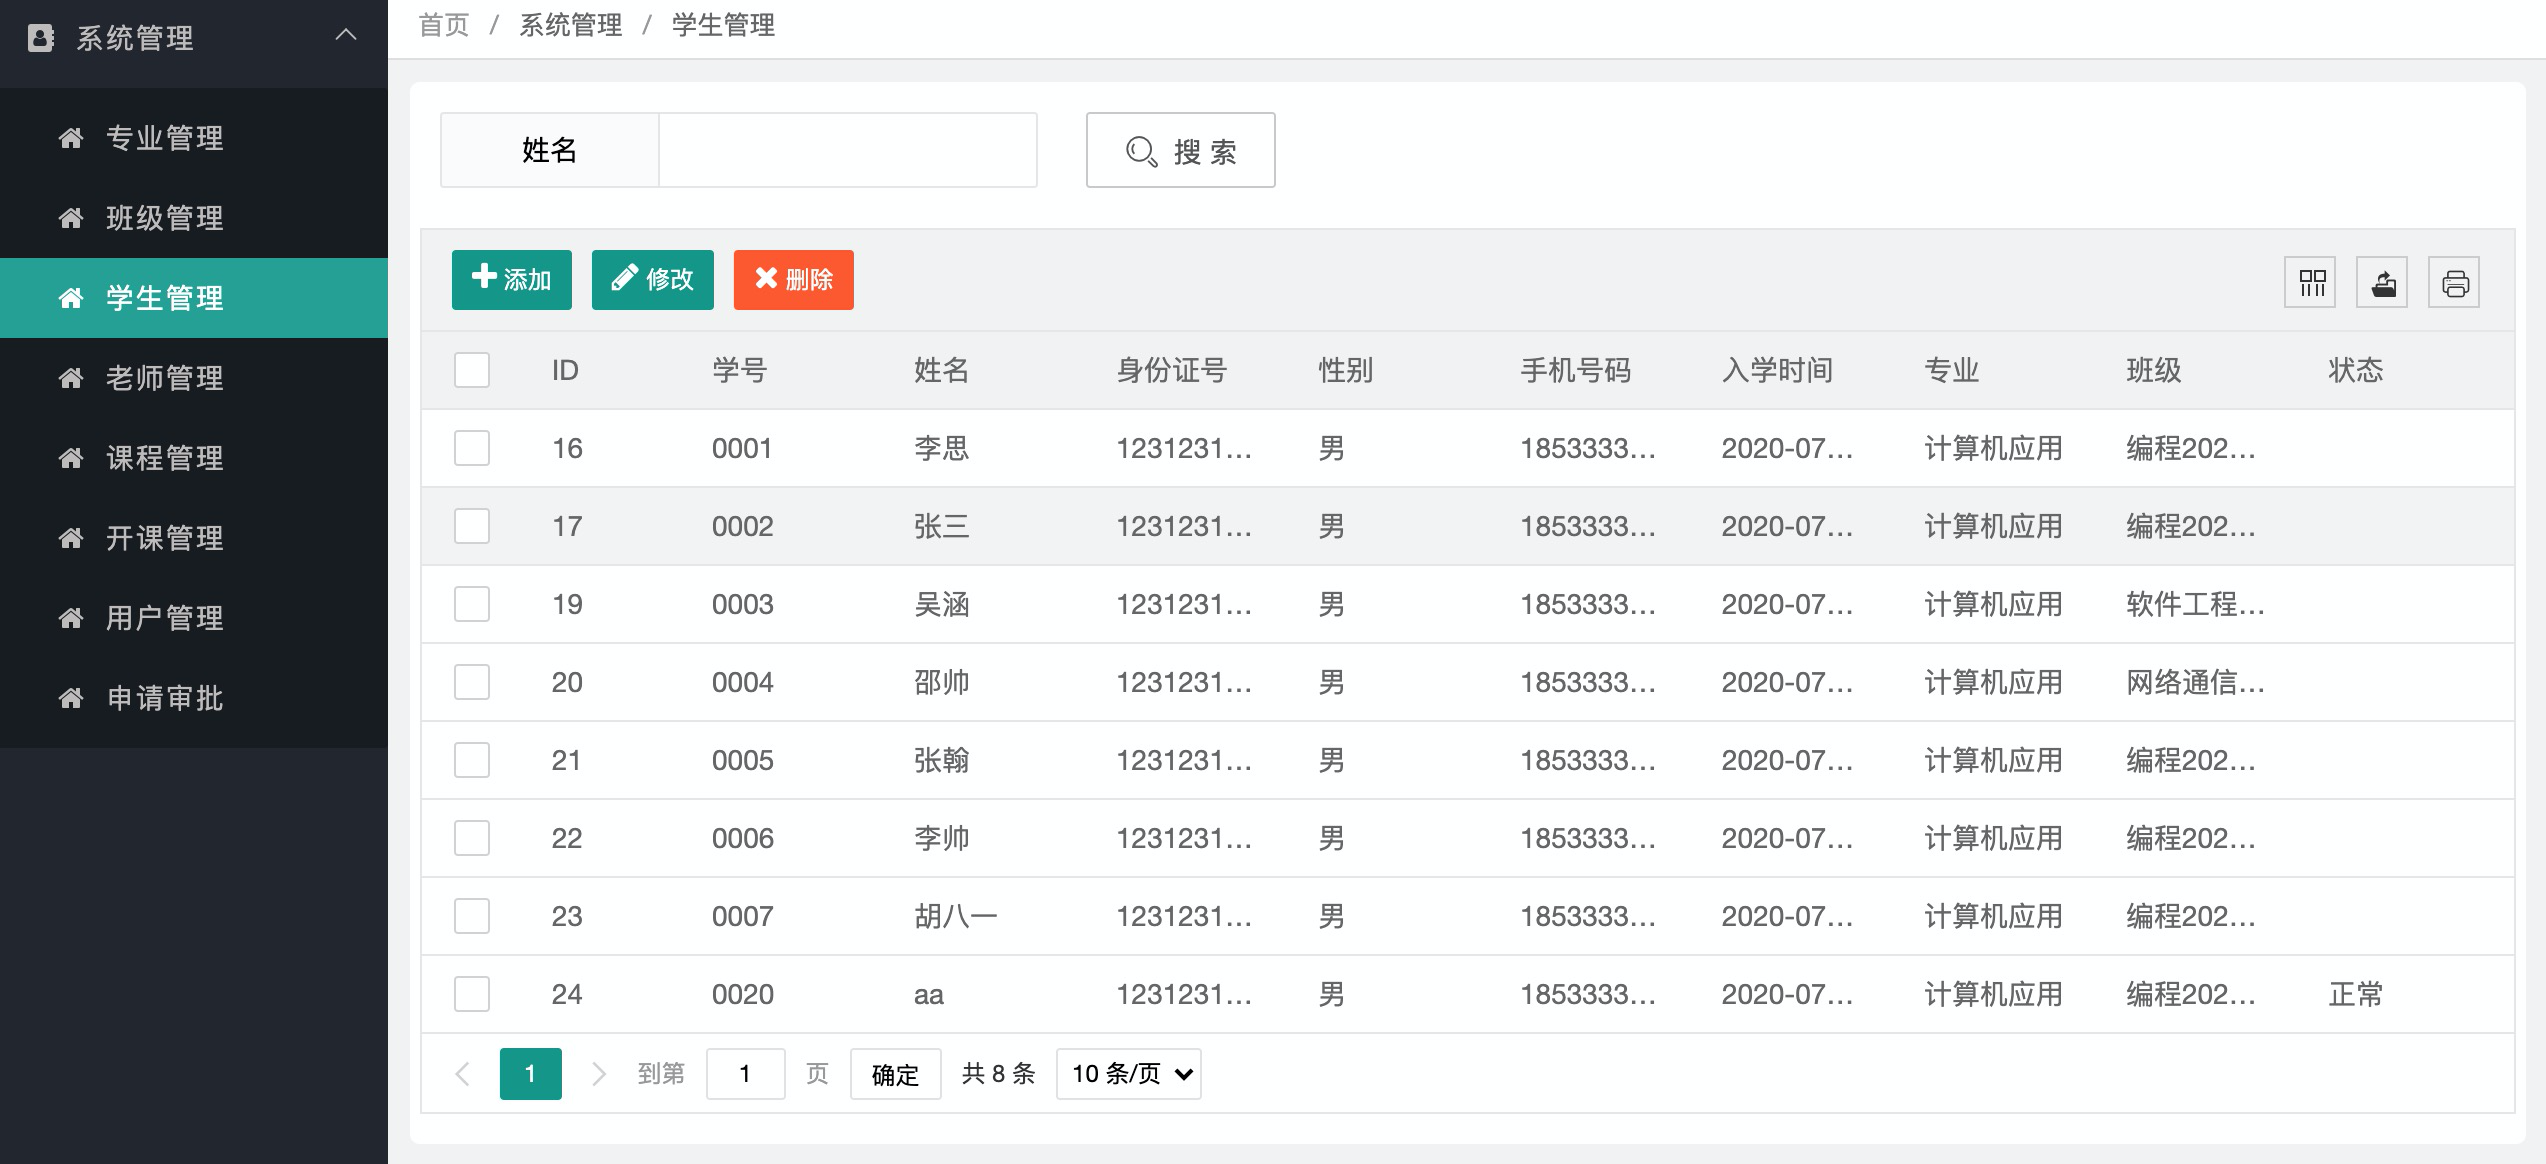 系统管理
专业管理
班级管理
学生管理
老师管理
课程管理
开课管理
用户管理
申请审批
首页 / 系统管理 / 学生管理
姓名 搜 索
添加 修改 删除
ID 学号 姓名 身份证号 性别 手机号码 入学时间 专业 班级 状态
16 0001 李思 1231231... 男 1853333... 2020-07... 计算机应用 编程202...
17 0002 张三 1231231... 男 1853333... 2020-07... 计算机应用 编程202...
19 0003 吴涵 1231231... 男 1853333... 2020-07... 计算机应用 软件工程...
20 0004 邵帅 1231231... 男 1853333... 2020-07... 计算机应用 网络通信...
21 0005 张翰 1231231... 男 1853333... 2020-07... 计算机应用 编程202...
22 0006 李帅 1231231... 男 1853333... 2020-07... 计算机应用 编程202...
23 0007 胡八一 1231231... 男 1853333... 2020-07... 计算机应用 编程202...
24 0020 aa 1231231... 男 1853333... 2020-07... 计算机应用 编程202... 正常
1 到第 1 页 确定 共 8 条 10 条/页